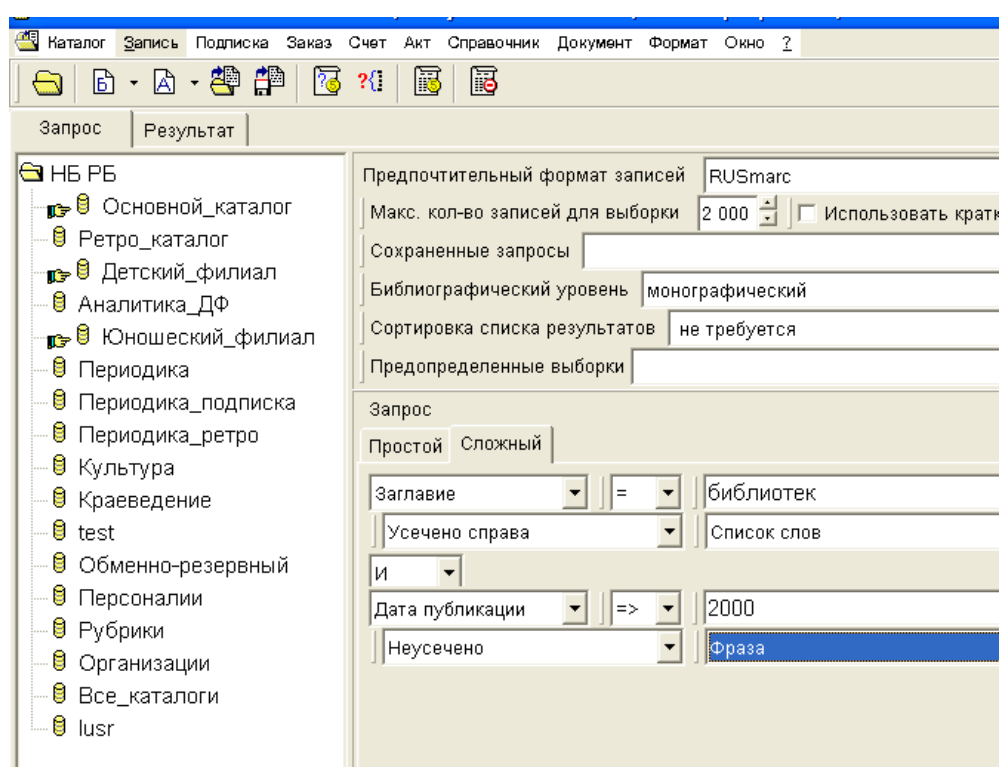 Каталог Запись Подписка Заказ Счет Акт Справочник Документ Формат Окно ?
Запрос Результат
НБ РБ
Основной_каталог
Ретро_каталог
Детский_филиал
Аналитика_ДФ
Юношеский_филиал
Периодика
Периодика_подписка
Периодика_ретро
Культура
Краеведение
test
Обменно-резервный
Персоналии
Рубрики
Организации
Все_каталоги
lusr
Предпочтительный формат записей RUSmarc
Макс. кол-во записей для выборки 2 000 Использовать
Сохраненные запросы
Библиографический уровень монографический
Сортировка списка результатов не требуется
Предопределенные выборки
Запрос
Простой Сложный
Заглавие = библиотек
Усечено справа Список слов
И
Дата публикации => 2000
Неусечено Фраза